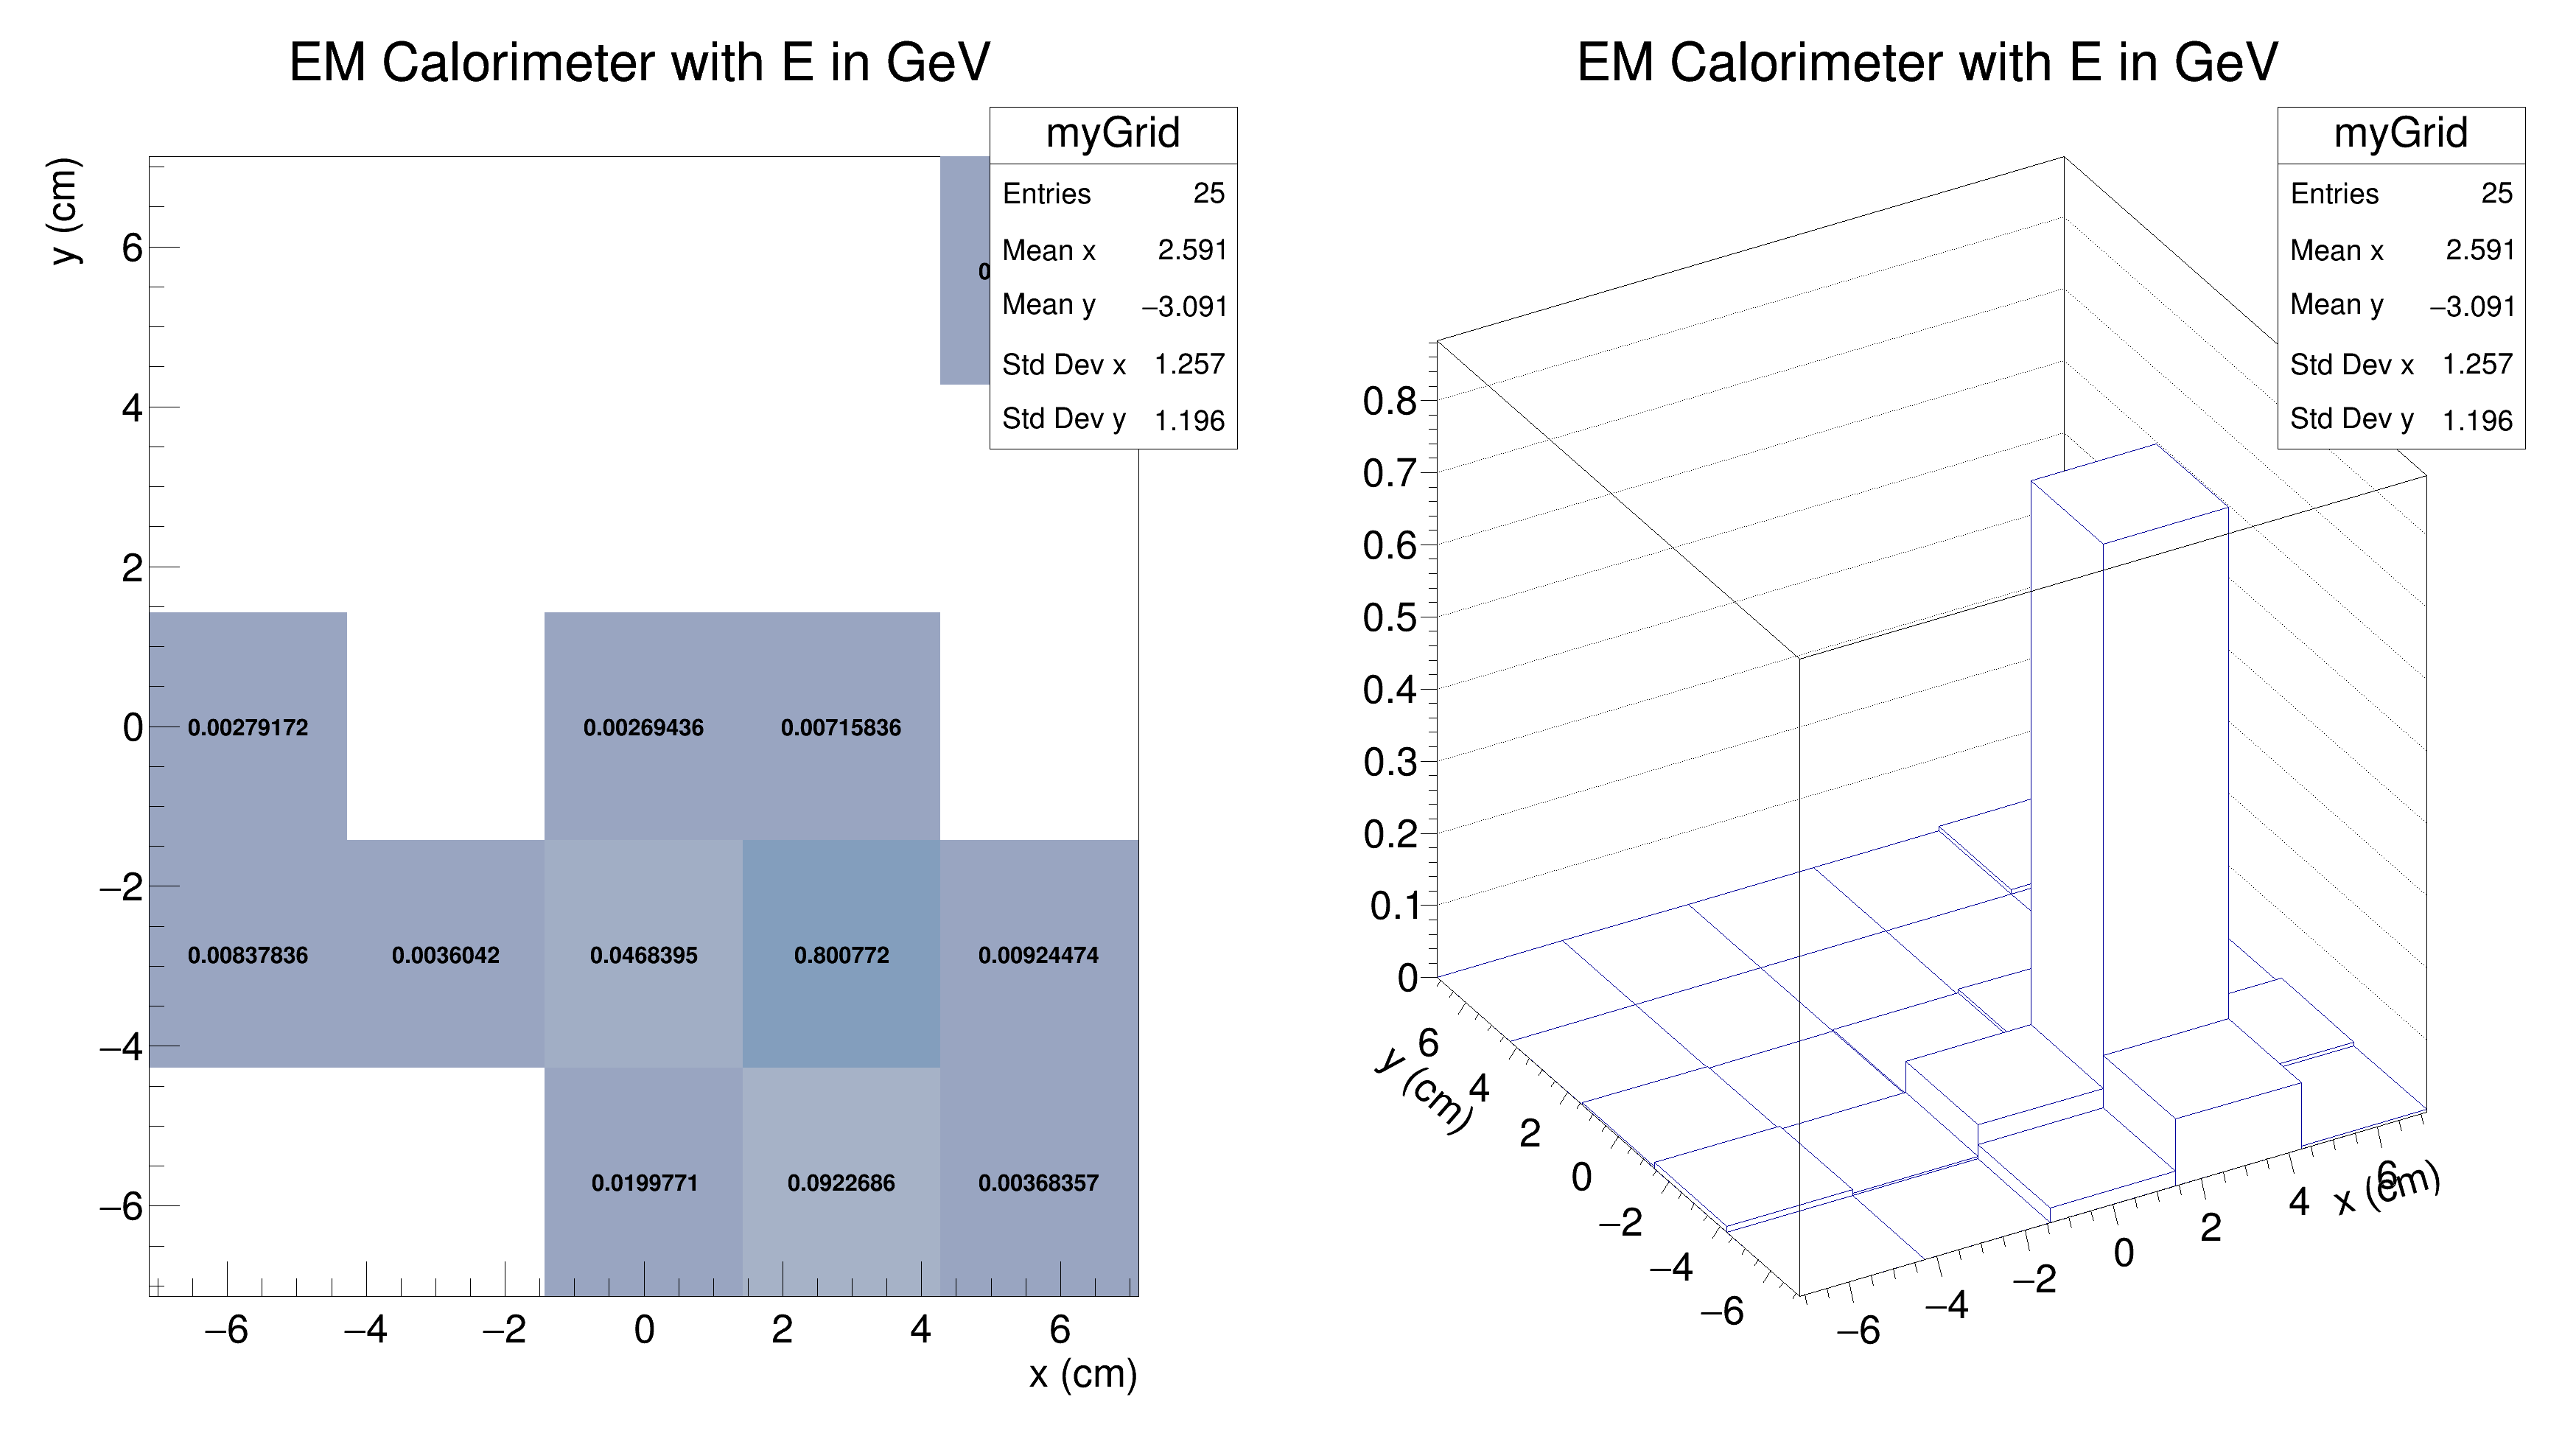 EM Calorimeter with E in GeV
myGrid
Entries 25
Mean x 2.591
Mean y −3.091
Std Dev x 1.257
Std Dev y 1.196
y (cm)
6
4
2
0
−2
−4
−6
0
0.00279172 0.00269436 0.00715836
0.00837836 0.0036042 0.0468395 0.800772 0.00924474
0.0199771 0.0922686 0.00368357
−6 −4 −2 0 2 4 6
x (cm)
EM Calorimeter with E in GeV
myGrid
Entries 25
Mean x 2.591
Mean y −3.091
Std Dev x 1.257
Std Dev y 1.196
0.8
0.7
0.6
0.5
0.4
0.3
0.2
0.1
0
y (cm)
6
4
2
0
−2
−4
−6
−6 −4 −2 0 2 4 6
x (cm)